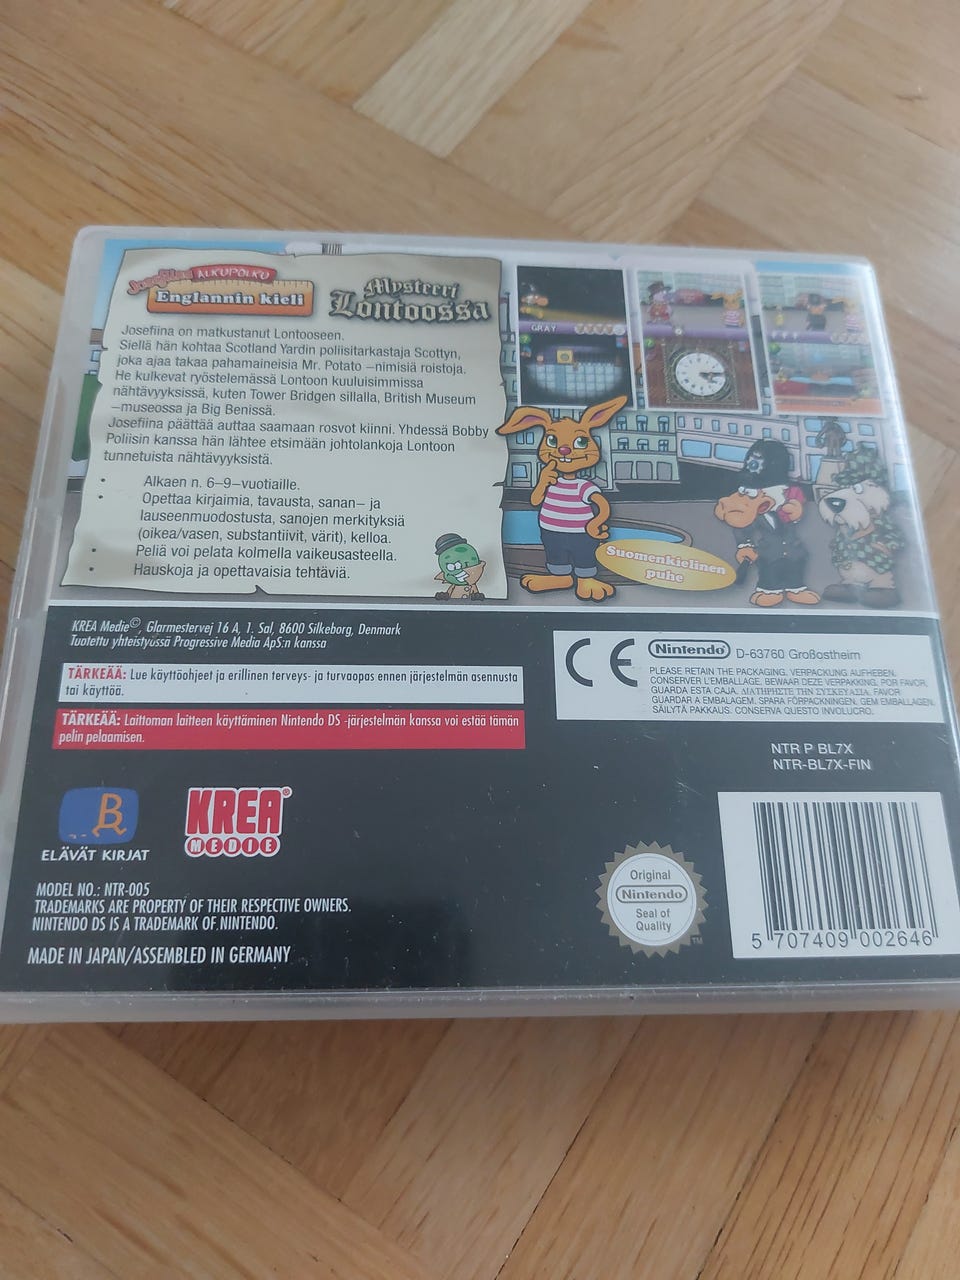 Josefiina ALKUPOLKU
Englannin kieli
Mysteeri
Lontoossa
Josefiina on matkustanut Lontooseen.
Siellä hän kohtaa Scotland Yardin poliisitarkastaja Scottyn,
joka ajaa takaa pahamaineisia Mr. Potato –nimisiä roistoja.
He kulkevat ryöstelemässä Lontoon kuuluisimmissa
nähtävyyksissä, kuten Tower Bridgen sillalla, British Museum
–museossa ja Big Benissä.
Josefiina päättää auttaa saamaan rosvot kiinni. Yhdessä Bobby
Poliisin kanssa hän lähtee etsimään johtolankoja Lontoon
tunnetuista nähtävyyksistä.
• Alkaen n. 6–9–vuotiaille.
• Opettaa kirjaimia, tavausta, sanan– ja
lauseenmuodostusta, sanojen merkityksiä
(oikea/vasen, substantiivit, värit), kelloa.
• Peliä voi pelata kolmella vaikeusasteella.
• Hauskoja ja opettavaisia tehtäviä.
GRAY
Suomenkielinen
puhe
KREA Medie©, Glarmestervej 16 A, 1. Sal, 8600 Silkeborg, Denmark
Tuotettu yhteistyössä Progressive Media ApS:n kanssa
TÄRKEÄÄ: Lue käyttöohjeet ja erillinen terveys- ja turvaopas ennen järjestelmän asennusta
tai käyttöä.
TÄRKEÄÄ: Laittoman laitteen käyttäminen Nintendo DS -järjestelmän kanssa voi estää tämän
pelin pelaamisen.
CE Nintendo® D-63760 Großostheim
PLEASE RETAIN THE PACKAGING. VERPACKUNG AUFHEBEN.
CONSERVER L'EMBALLAGE. BEWAAR DEZE VERPAKKING. POR FAVOR,
GUARDA ESTA CAJA. ΔΙΑΤΗΡΗΣΤΕ ΤΗΝ ΣΥΣΚΕΥΑΣΙΑ. FAVOR
GUARDAR A EMBALAGEM. SPARA FÖRPACKNINGEN. GEM EMBALLAGEN.
SÄILYTÄ PAKKAUS. CONSERVA QUESTO INVOLUCRO.
NTR P BL7X
NTR-BL7X-FIN
B
ELÄVÄT KIRJAT
KREA®
MEDIE
MODEL NO.: NTR-005
TRADEMARKS ARE PROPERTY OF THEIR RESPECTIVE OWNERS.
NINTENDO DS IS A TRADEMARK OF NINTENDO.
MADE IN JAPAN/ASSEMBLED IN GERMANY
Original
Nintendo
Seal of
Quality
TM
5 707409 002646